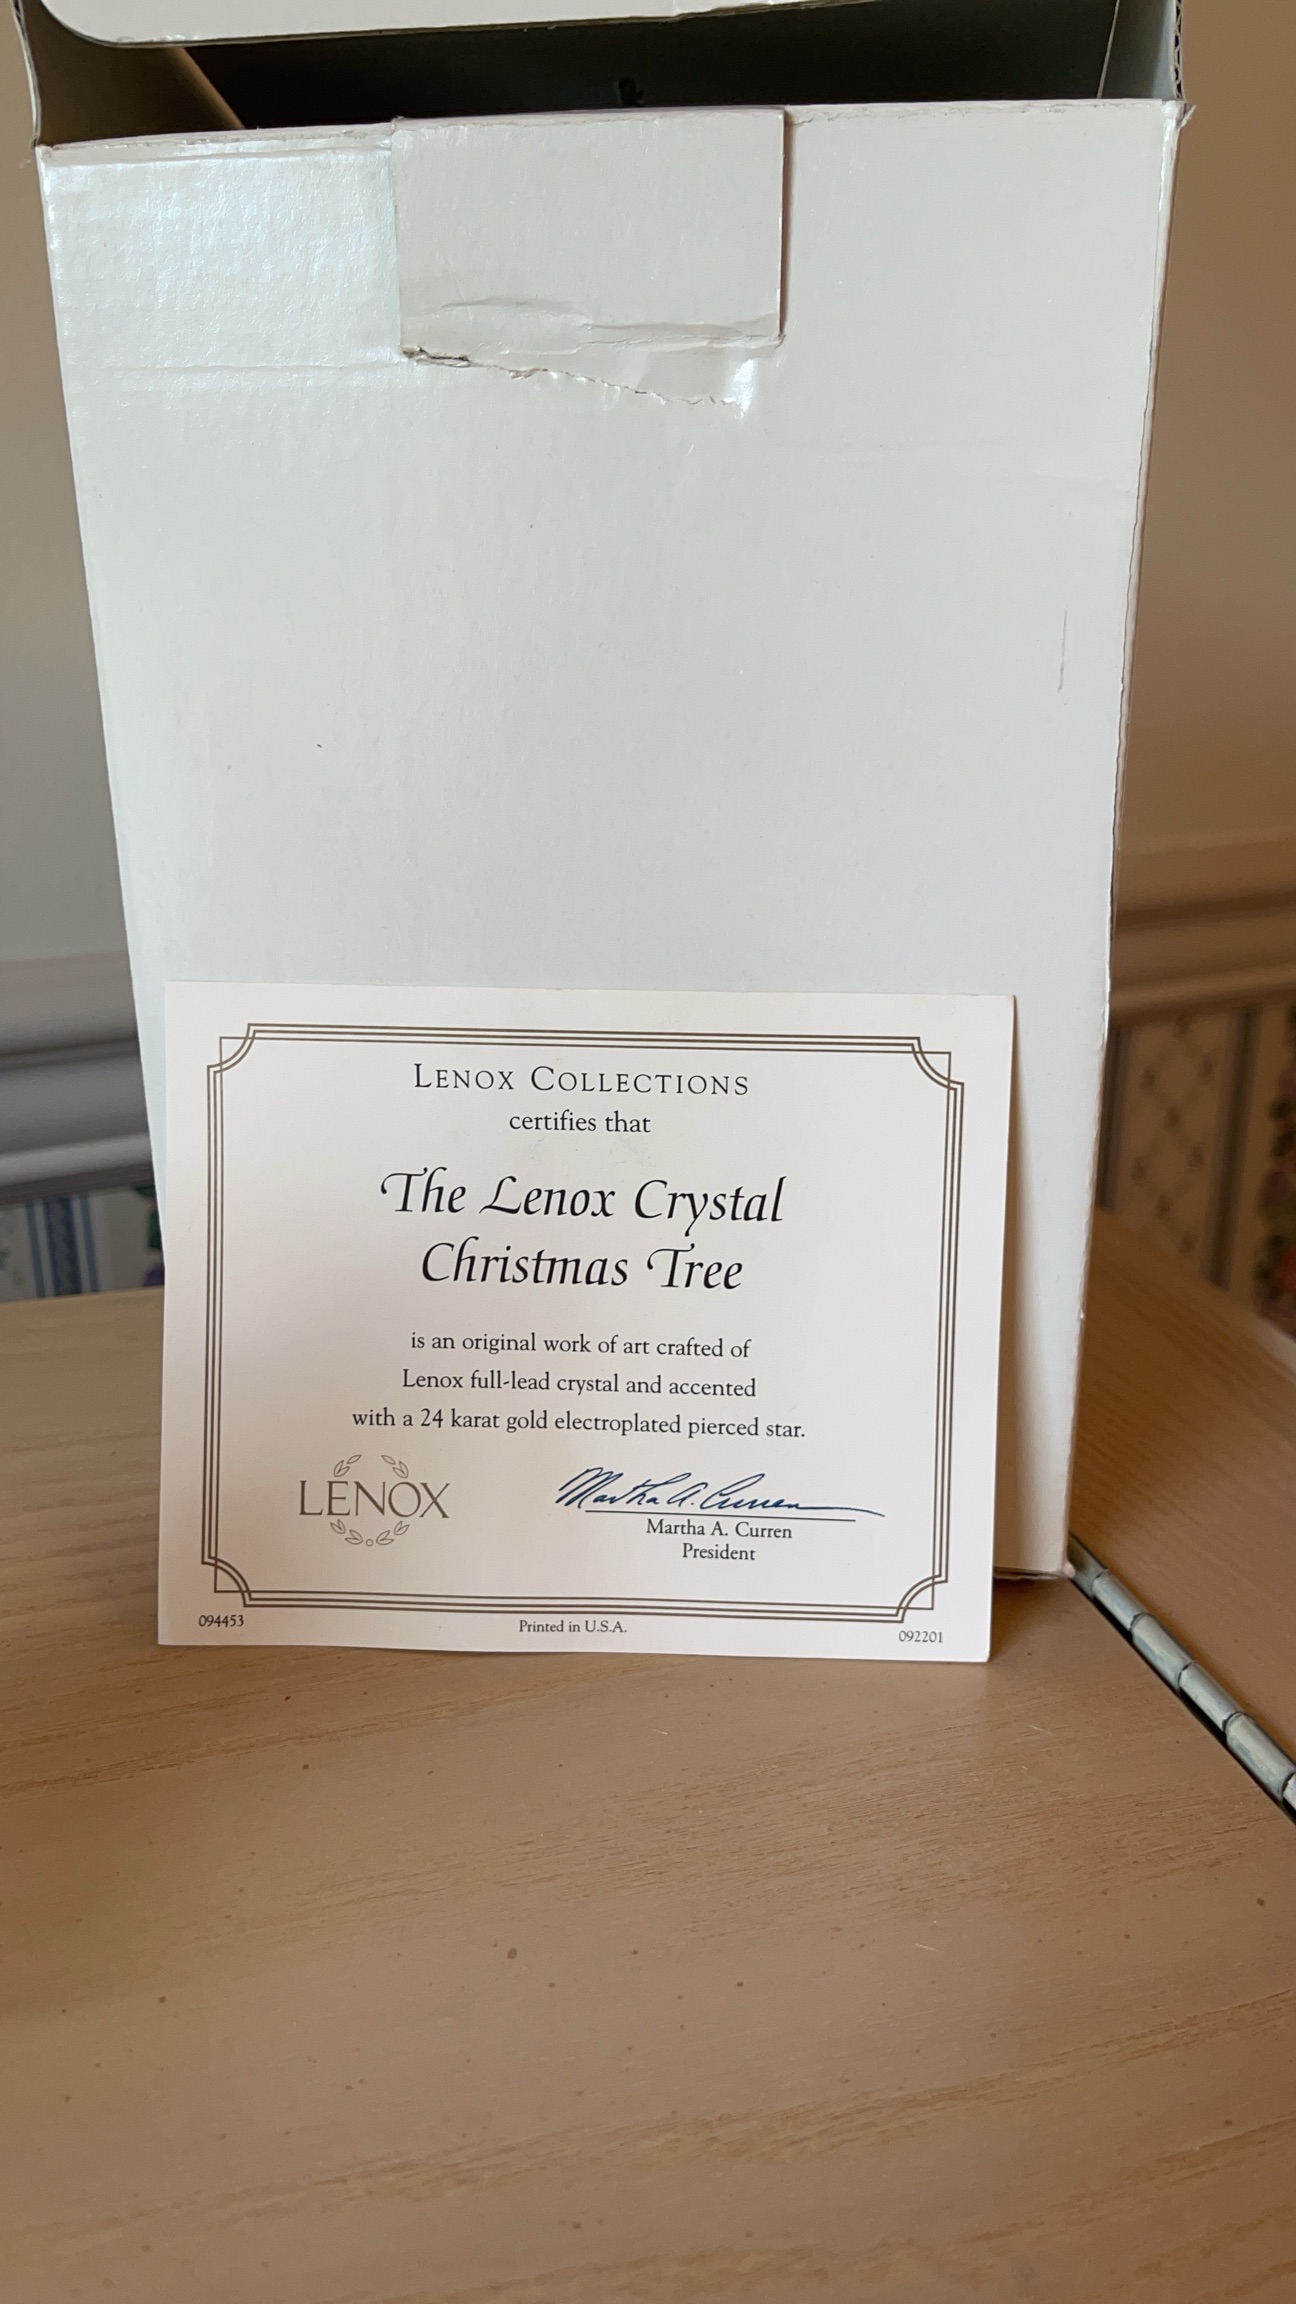 LENOX COLLECTIONS
certifies that
The Lenox Crystal
Christmas Tree
is an original work of art crafted of
Lenox full-lead crystal and accented
with a 24 karat gold electroplated pierced star.
LENOX
Martha A. Curren
Martha A. Curren
President
094453
Printed in U.S.A.
092201